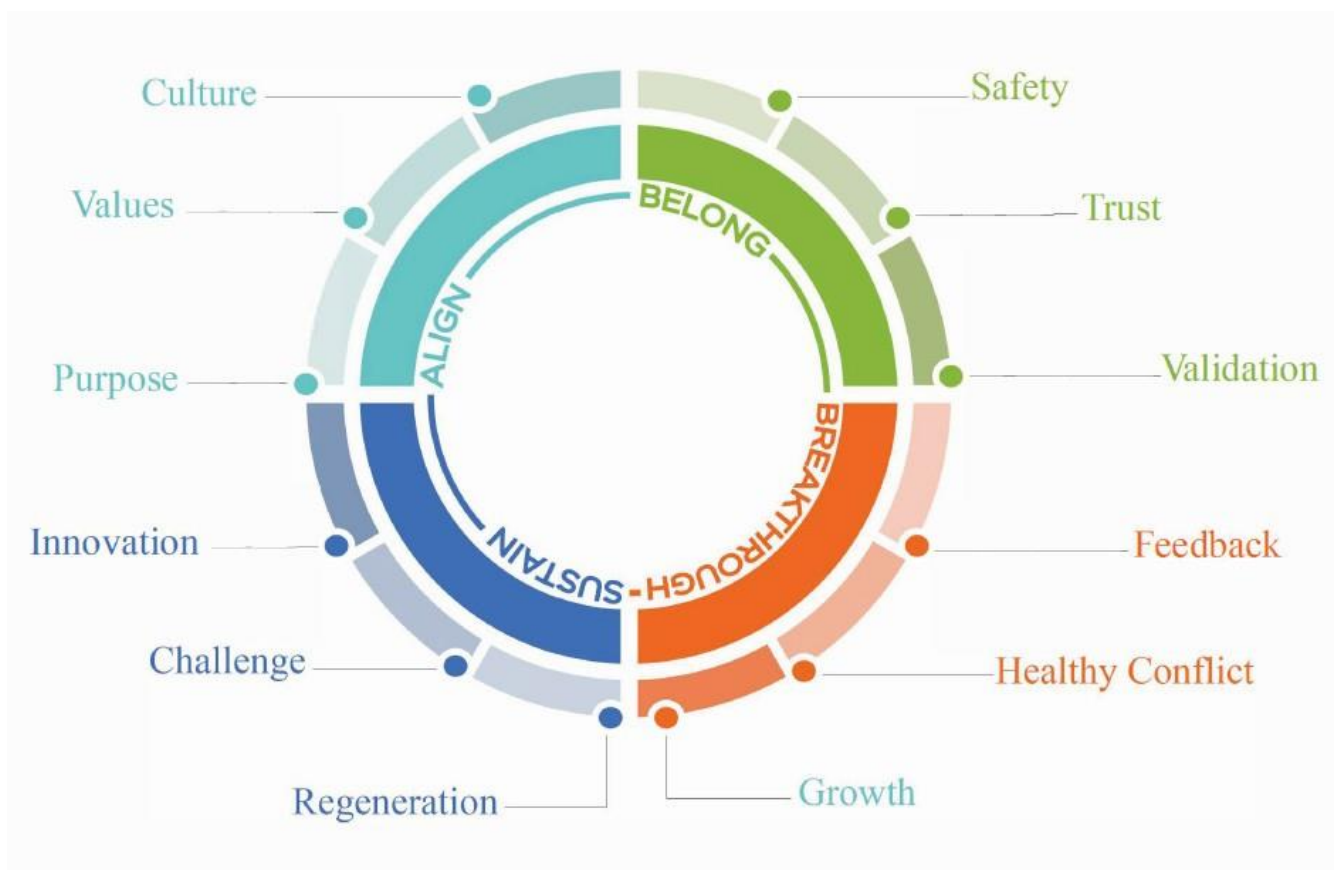 Culture
Safety
Values
Trust
Purpose
Validation
ALIGN
BELONG
BREAKTHROUGH-
SUSTAIN
Innovation
Feedback
Challenge
Healthy Conflict
Regeneration
Growth